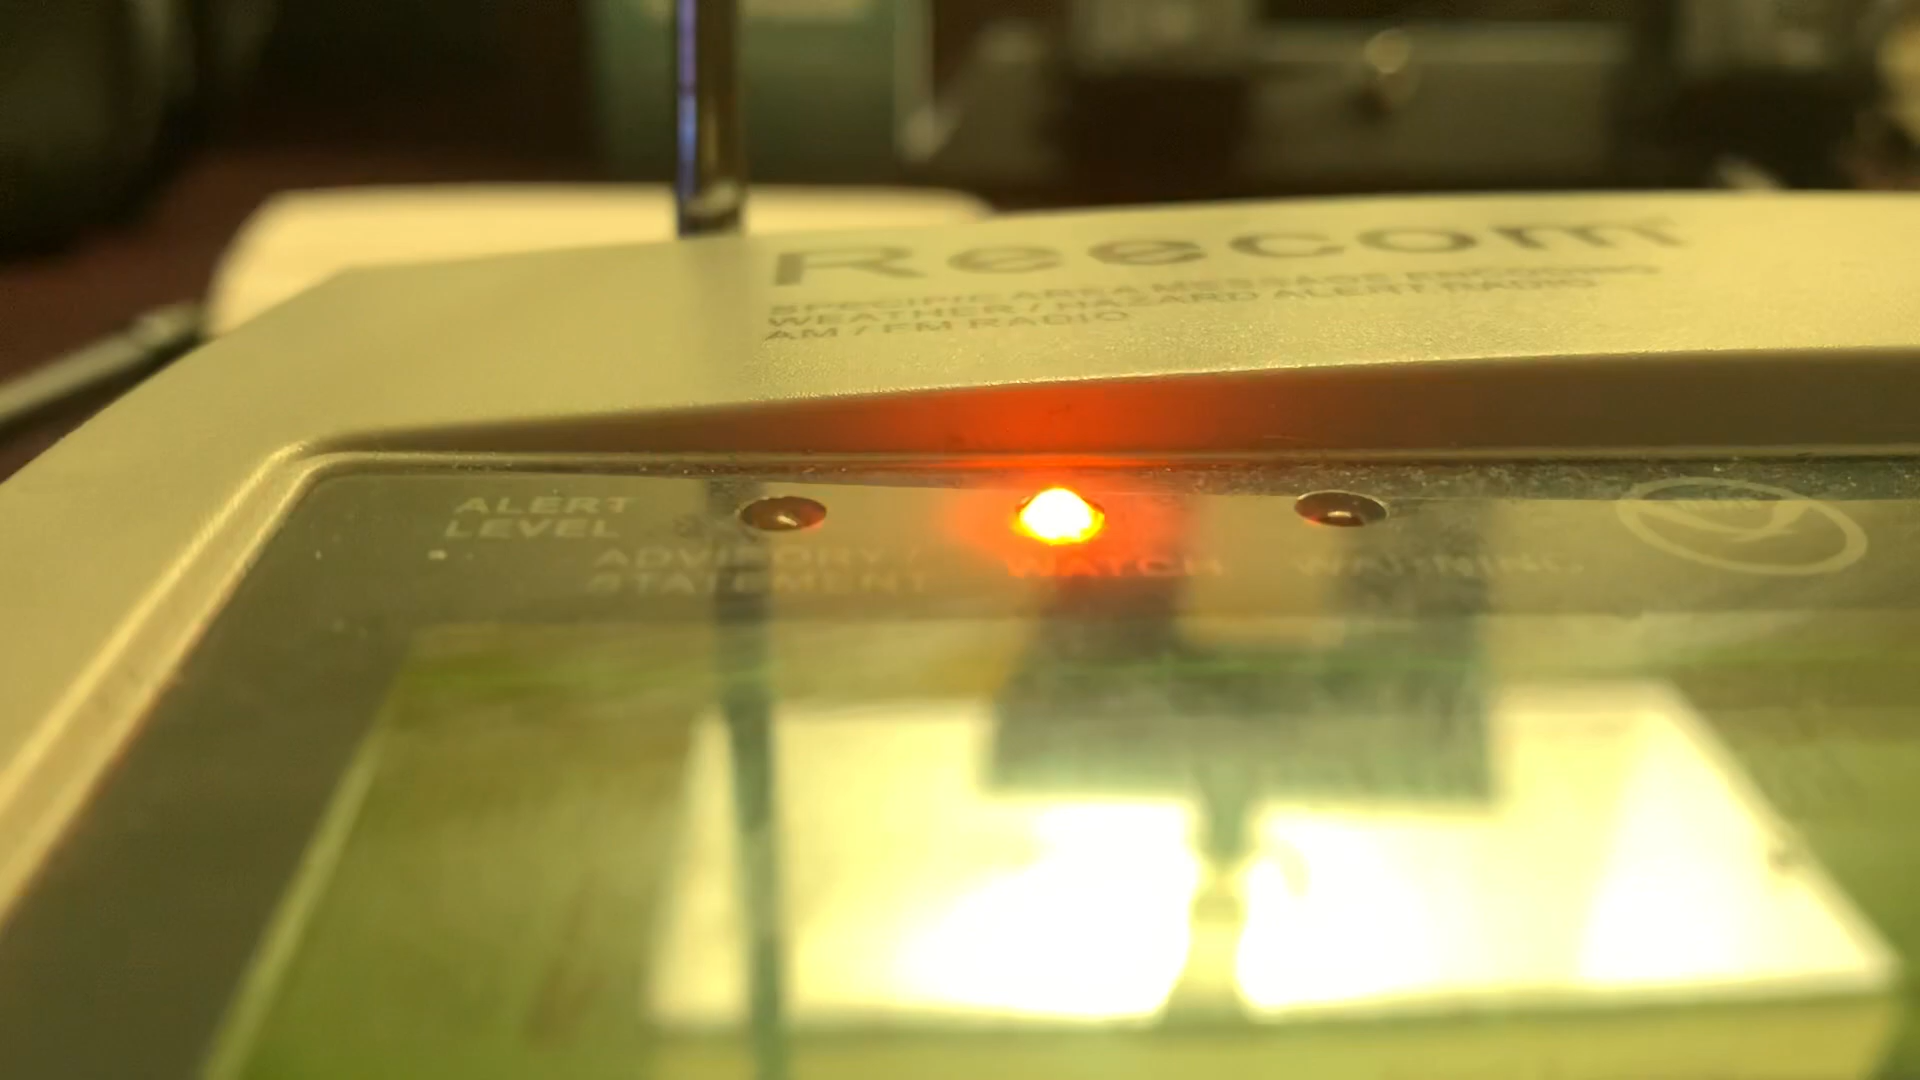 Reecom
SPECIFIC AREA MESSAGE ENCODING
WEATHER / HAZARD ALERT RADIO
AM / FM RADIO
ALERT
LEVEL
ADVISORY /
STATEMENT
WATCH
WARNING